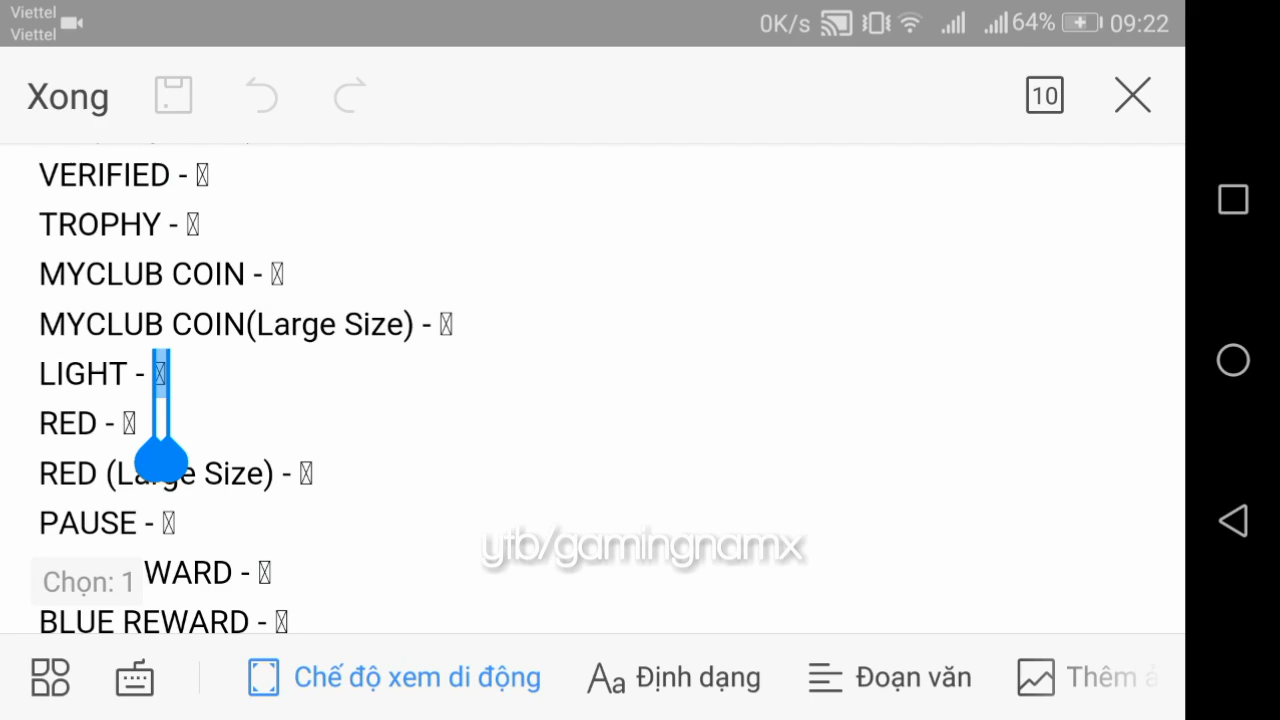 Viettel
Viettel
0K/s 64% 09:22
Xong
10
VERIFIED -
TROPHY -
MYCLUB COIN -
MYCLUB COIN(Large Size) -
LIGHT -
RED -
RED (Large Size) -
PAUSE -
WARD -
BLUE REWARD -
Chọn: 1
ytb/gamingnamx
Chế độ xem di động
Aa Định dạng
Đoạn văn
Thêm